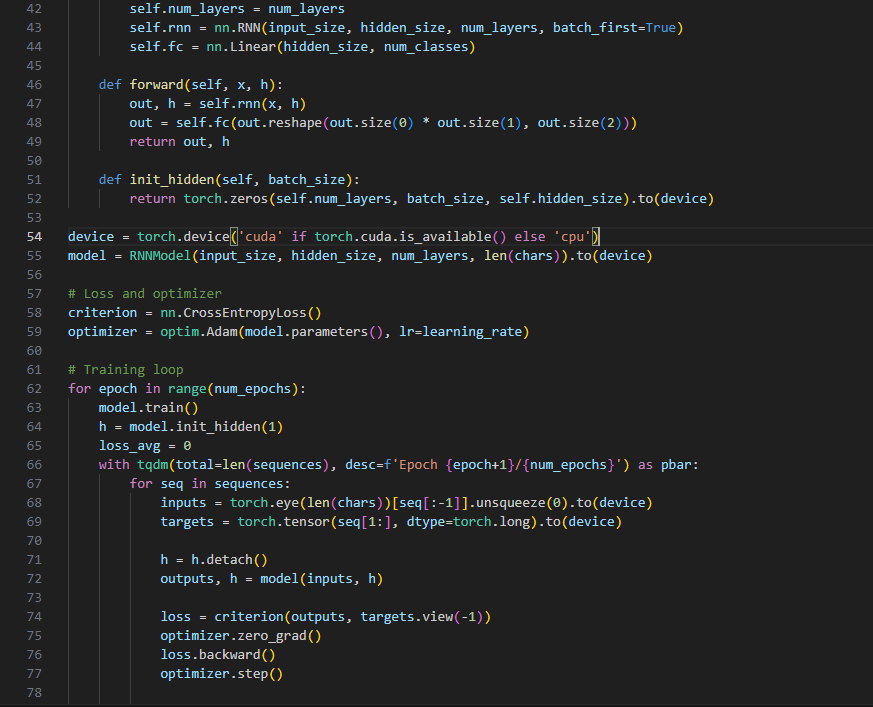 42 self.num_layers = num_layers
43 self.rnn = nn.RNN(input_size, hidden_size, num_layers, batch_first=True)
44 self.fc = nn.Linear(hidden_size, num_classes)
45
46 def forward(self, x, h):
47 out, h = self.rnn(x, h)
48 out = self.fc(out.reshape(out.size(0) * out.size(1), out.size(2)))
49 return out, h
50
51 def init_hidden(self, batch_size):
52 return torch.zeros(self.num_layers, batch_size, self.hidden_size).to(device)
53
54 device = torch.device('cuda' if torch.cuda.is_available() else 'cpu')
55 model = RNNModel(input_size, hidden_size, num_layers, len(chars)).to(device)
56
57 # Loss and optimizer
58 criterion = nn.CrossEntropyLoss()
59 optimizer = optim.Adam(model.parameters(), lr=learning_rate)
60
61 # Training loop
62 for epoch in range(num_epochs):
63 model.train()
64 h = model.init_hidden(1)
65 loss_avg = 0
66 with tqdm(total=len(sequences), desc=f'Epoch {epoch+1}/{num_epochs}') as pbar:
67 for seq in sequences:
68 inputs = torch.eye(len(chars))[seq[:-1]].unsqueeze(0).to(device)
69 targets = torch.tensor(seq[1:], dtype=torch.long).to(device)
70
71 h = h.detach()
72 outputs, h = model(inputs, h)
73
74 loss = criterion(outputs, targets.view(-1))
75 optimizer.zero_grad()
76 loss.backward()
77 optimizer.step()
78